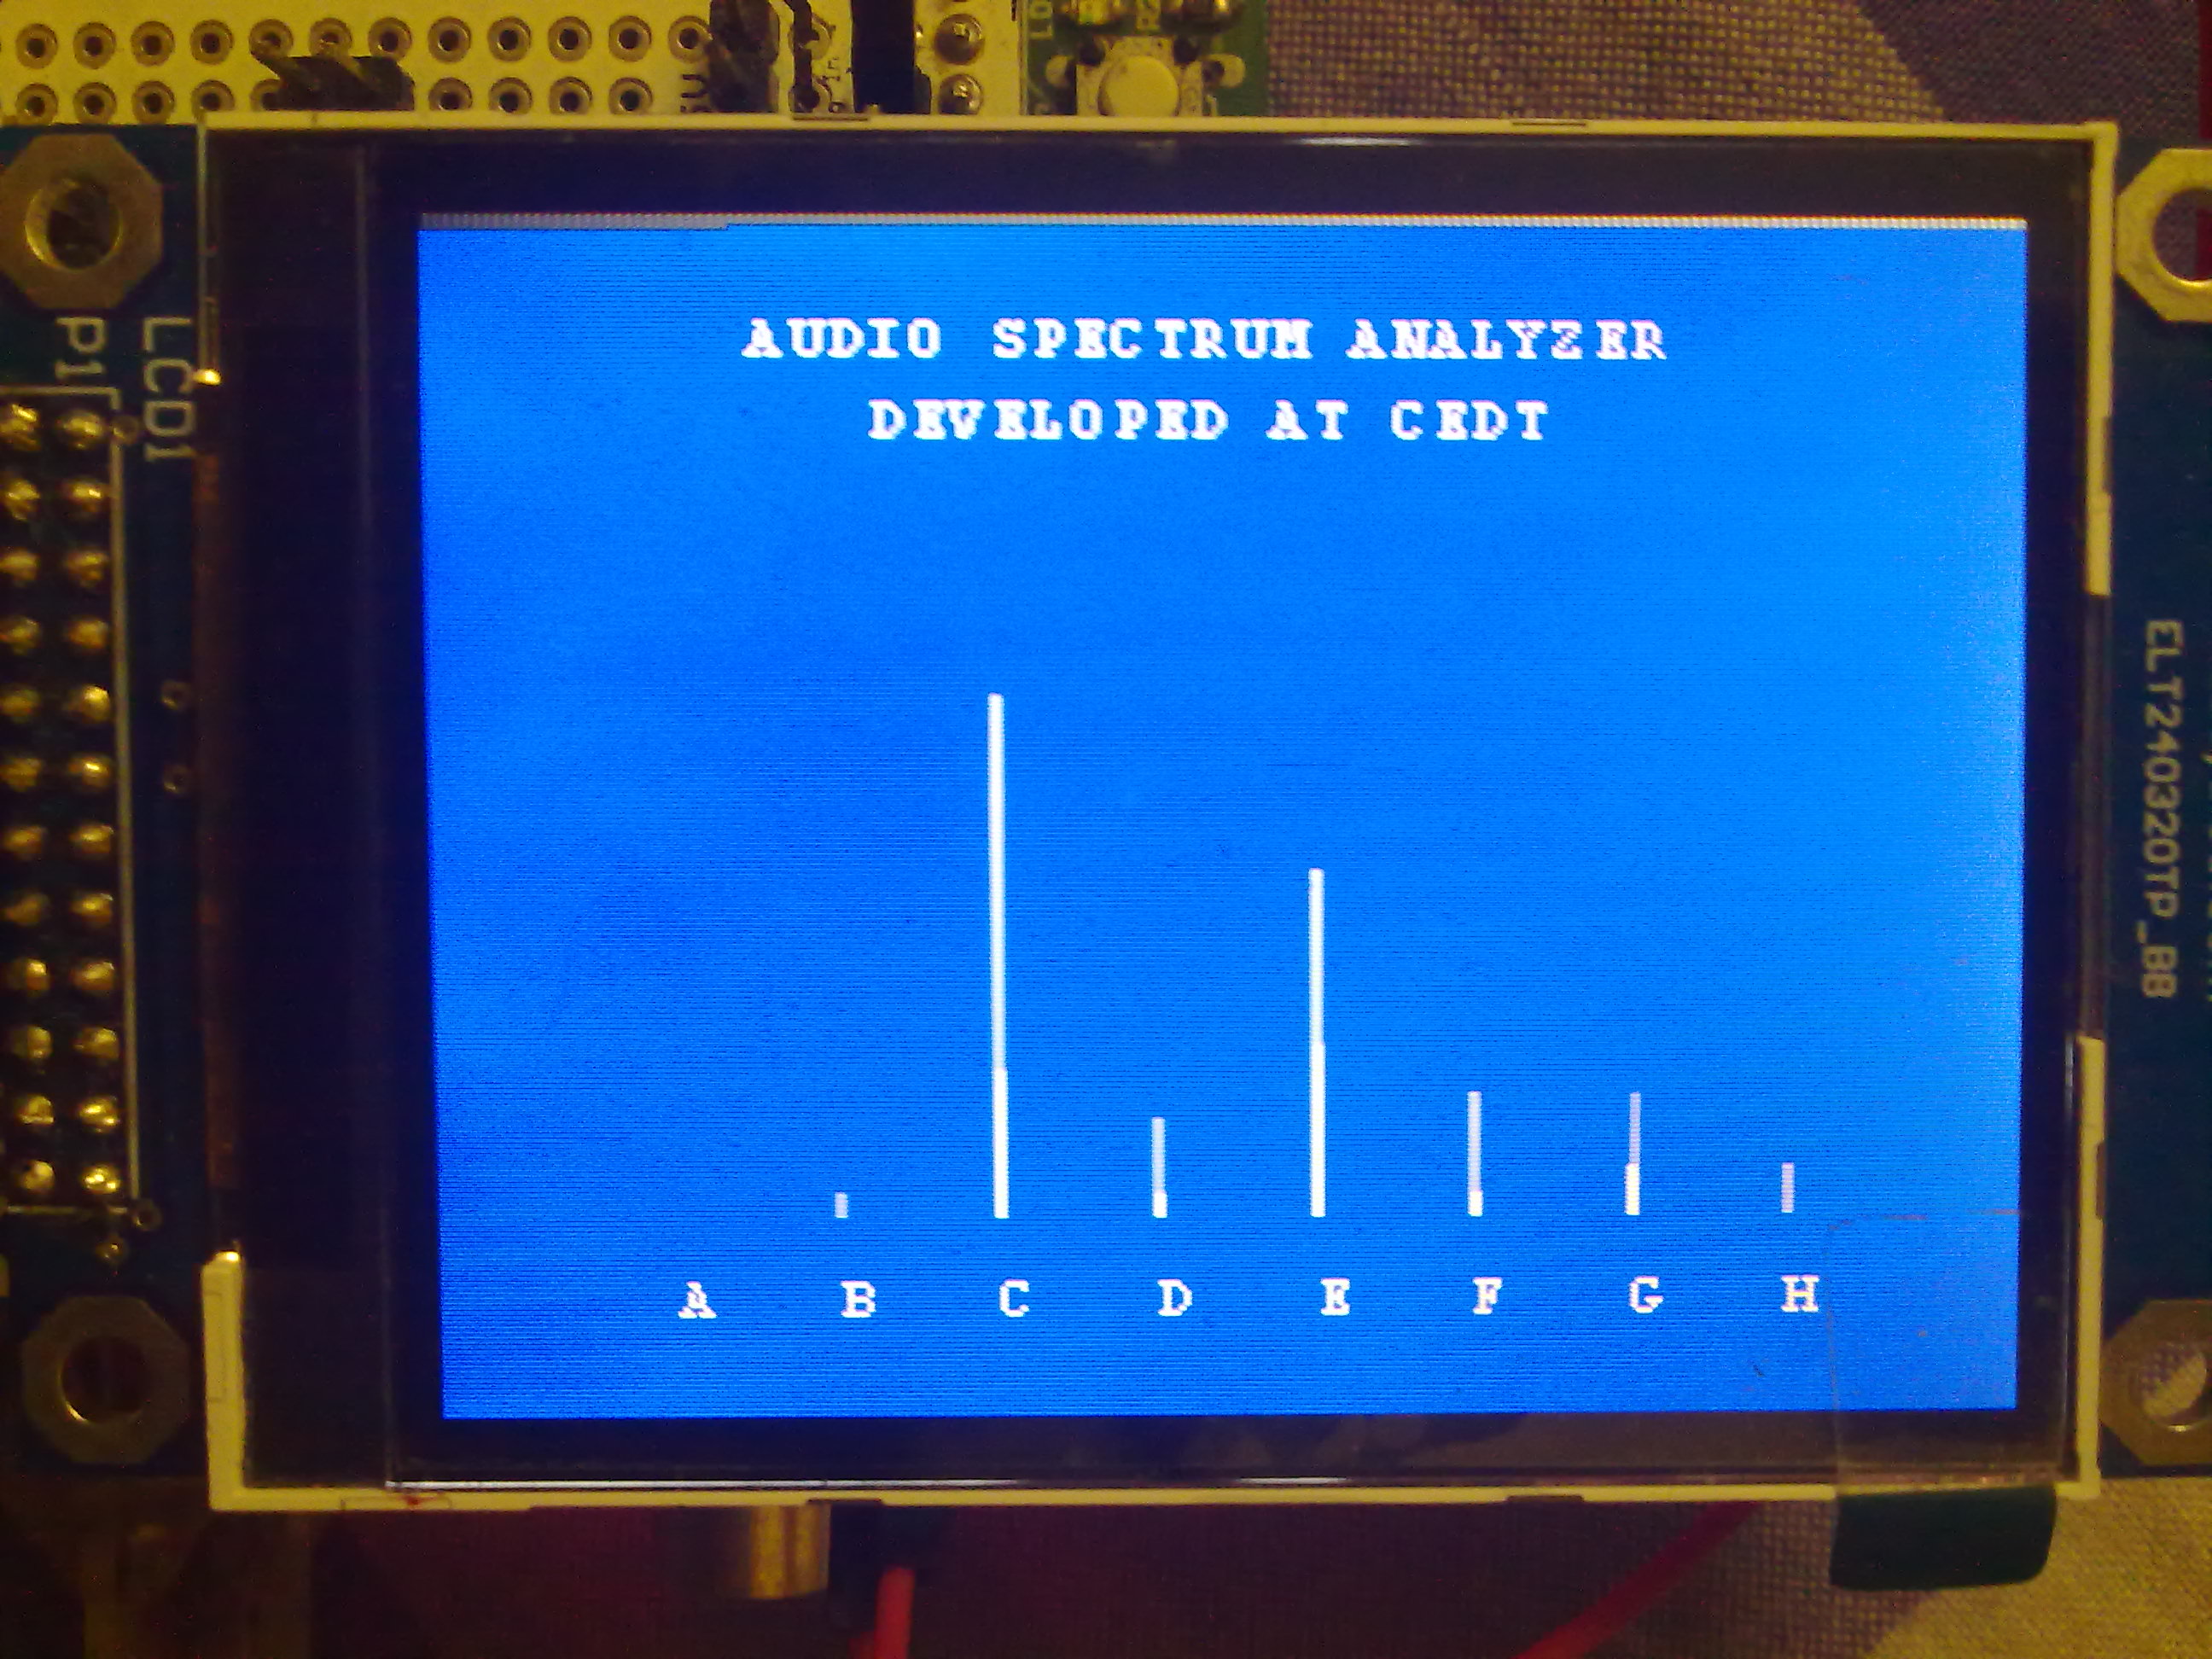 AUDIO SPECTRUM ANALYZER
DEVELOPED AT CEDT
A B C D E F G H
LCD1
P1
ELT240320TP_BB